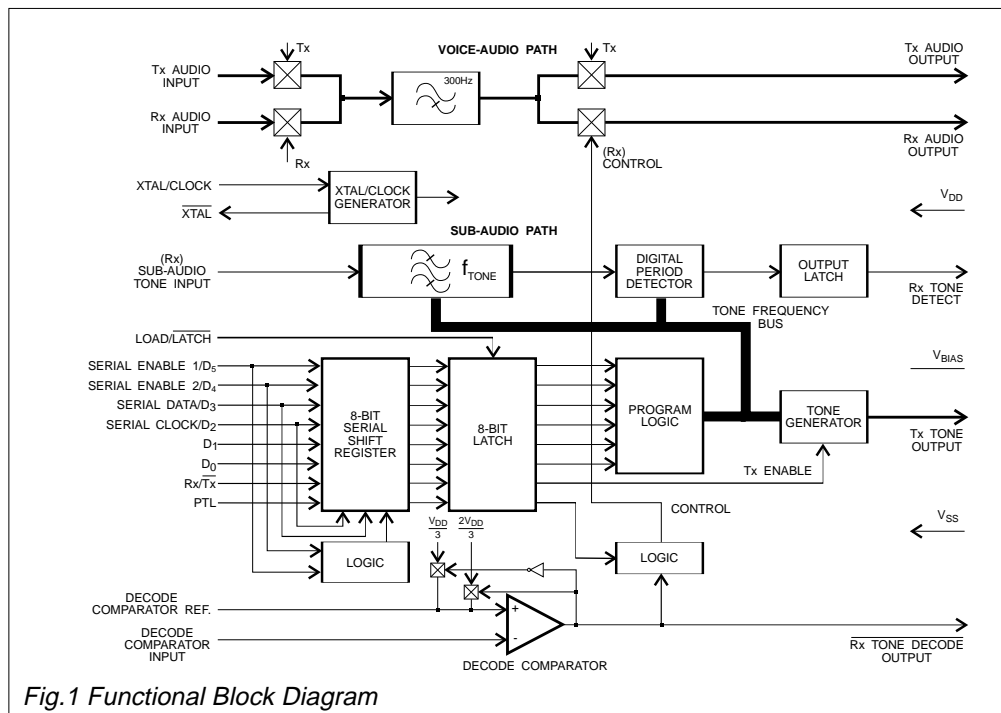 Tx
VOICE-AUDIO PATH
Tx
Tx AUDIO
INPUT
300Hz
Tx AUDIO
OUTPUT
Rx AUDIO
INPUT
Rx
(Rx)
CONTROL
Rx AUDIO
OUTPUT
XTAL/CLOCK
XTAL
XTAL/CLOCK
GENERATOR
VDD
SUB-AUDIO PATH
(Rx)
SUB-AUDIO
TONE INPUT
fTONE
DIGITAL
PERIOD
DETECTOR
OUTPUT
LATCH
Rx TONE
DETECT
TONE FREQUENCY
BUS
LOAD/LATCH
SERIAL ENABLE 1/D5
SERIAL ENABLE 2/D4
SERIAL DATA/D3
SERIAL CLOCK/D2
D1
D0
Rx/Tx
PTL
8-BIT
SERIAL
SHIFT
REGISTER
8-BIT
LATCH
PROGRAM
LOGIC
TONE
GENERATOR
VBIAS
Tx TONE
OUTPUT
Tx ENABLE
CONTROL
VSS
LOGIC
VDD
3
2VDD
3
LOGIC
DECODE
COMPARATOR REF.
+
-
DECODE
COMPARATOR
INPUT
DECODE COMPARATOR
Rx TONE DECODE
OUTPUT
Fig.1 Functional Block Diagram